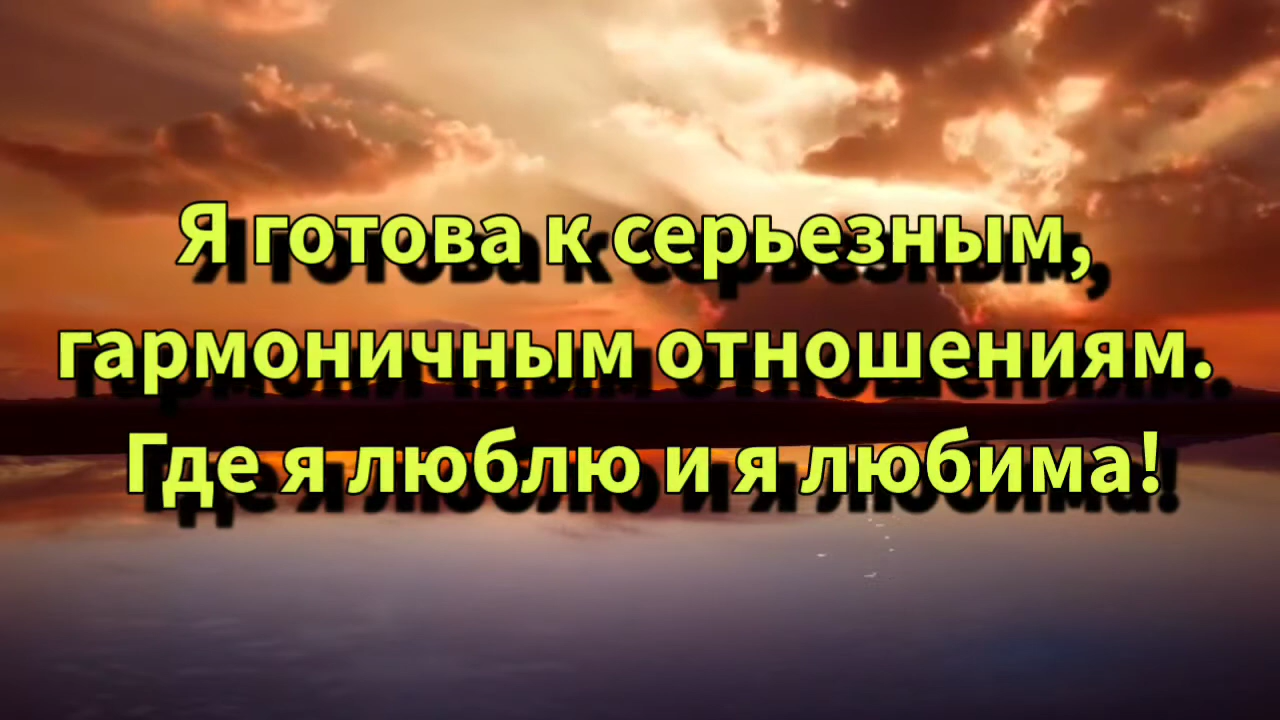 Я готова к серьезным,
гармоничным отношениям.
Где я люблю и я любима!